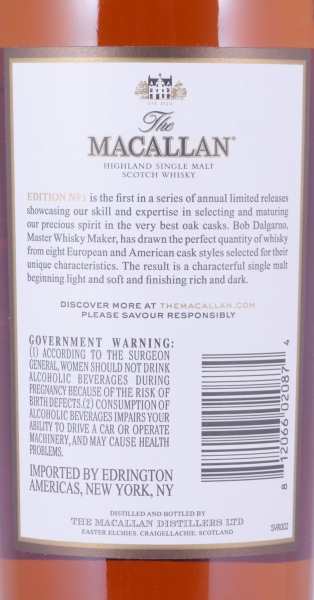 The
MACALLAN
HIGHLAND SINGLE MALT
SCOTCH WHISKY
EDITION Nº1 is the first in a series of annual limited releases
showcasing our skill and expertise in selecting and maturing
our precious spirit in the very best oak casks. Bob Dalgarno,
Master Whisky Maker, has drawn the perfect quantity of whisky
from eight European and American cask styles selected for their
unique characteristics. The result is a characterful single malt
beginning light and soft and finishing rich and dark.
DISCOVER MORE AT THEMACALLAN.COM
PLEASE SAVOUR RESPONSIBLY
GOVERNMENT WARNING:
(1) ACCORDING TO THE SURGEON
GENERAL, WOMEN SHOULD NOT DRINK
ALCOHOLIC BEVERAGES DURING
PREGNANCY BECAUSE OF THE RISK OF
BIRTH DEFECTS.(2) CONSUMPTION OF
ALCOHOLIC BEVERAGES IMPAIRS YOUR
ABILITY TO DRIVE A CAR OR OPERATE
MACHINERY, AND MAY CAUSE HEALTH
PROBLEMS.
IMPORTED BY EDRINGTON
AMERICAS, NEW YORK, NY
8 12066 02087 4
DISTILLED AND BOTTLED BY
THE MACALLAN DISTILLERS LTD
EASTER ELCHIES, CRAIGELLACHIE, SCOTLAND
SVR002